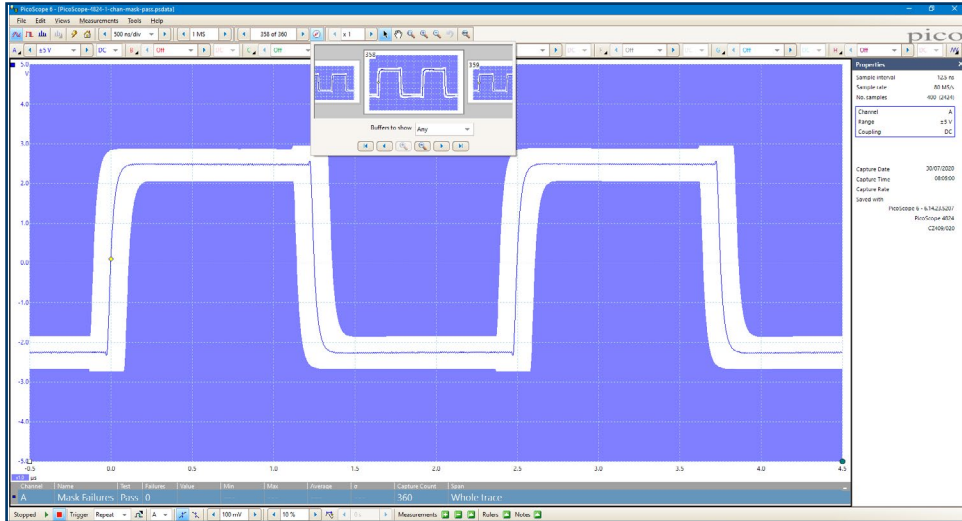 PicoScope 6 - [PicoScope-4824-1-chan-mask-pass.psdata]
File Edit Views Measurements Tools Help
500 ns/div x 1 1 MS 358 of 360 x 1
pico
A ±5 V DC B Off C Off Off Off H Off
358
359
Buffers to show Any
5.0
V
4.0
3.0
2.0
1.0
0.0
-1.0
-2.0
-3.0
-4.0
-5.0
-0.5 0.0 0.5 1.0 1.5 2.0 2.5 3.0 3.5 4.0 4.5
x1.0 µs
Properties
Sample interval 12.5 ns
Sample rate 80 MS/s
No. samples 400 (2424)
Channel A
Range ±5 V
Coupling DC
Capture Date 30/07/2020
Capture Time 08:05:00
Capture Rate
Saved with
PicoScope 6 - 6.14.23.5207
PicoScope 4824
CZ409/020
Channel Name Test Failures Value Min Max Average σ Capture Count Span
A Mask Failures Pass 0 360 Whole trace
Stopped Trigger Repeat A 100 mV 10 % Measurements Rulers Notes